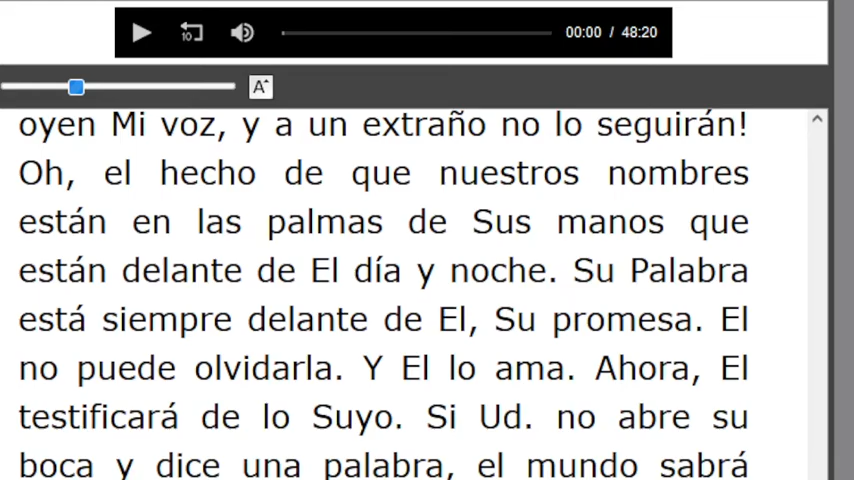 10
00:00 / 48:20
A
oyen Mi voz, y a un extraño no lo seguirán!
Oh, el hecho de que nuestros nombres
están en las palmas de Sus manos que
están delante de El día y noche. Su Palabra
está siempre delante de El, Su promesa. El
no puede olvidarla. Y El lo ama. Ahora, El
testificará de lo Suyo. Si Ud. no abre su
boca y dice una palabra, el mundo sabrá